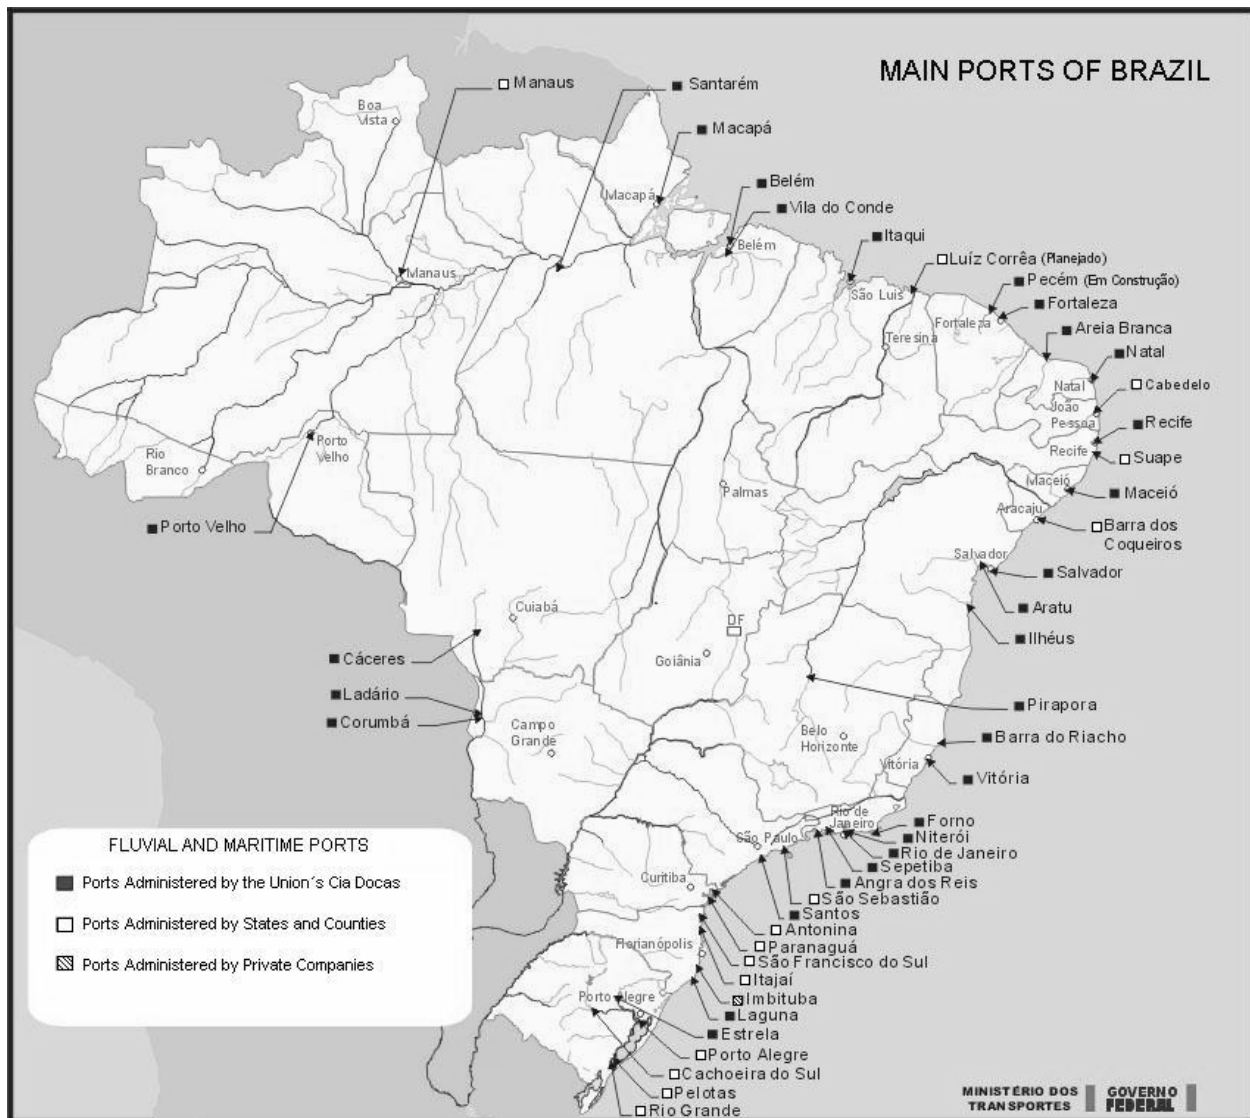 MAIN PORTS OF BRAZIL
Manaus
Santarém
Macapá
Belém
Vila do Conde
Itaqui
Luíz Corrêa (Planejado)
Pecém (Em Construção)
Fortaleza
Areia Branca
Natal
Cabedelo
Recife
Suape
Maceió
Barra dos
Coqueiros
Salvador
Aratu
Ilhéus
Pirapora
Barra do Riacho
Vitória
Forno
Niterói
Rio de Janeiro
Sepetiba
Angra dos Reis
São Sebastião
Santos
Antonina
Paranaguá
São Francisco do Sul
Itajaí
Imbituba
Laguna
Estrela
Porto Alegre
Cachoeira do Sul
Pelotas
Rio Grande
Porto Velho
Cáceres
Ladário
Corumbá
Boa
Vista
Macapá
Belém
Manaus
São Luís
Teresina
Fortaleza
Natal
João
Pessoa
Recife
Maceió
Aracaju
Salvador
Palmas
Porto
Velho
Rio
Branco
Cuiabá
DF
Goiânia
Campo
Grande
Belo
Horizonte
Vitória
Rio de
Janeiro
São Paulo
Curitiba
Florianópolis
Porto Alegre
FLUVIAL AND MARITIME PORTS
Ports Administered by the Union´s Cia Docas
Ports Administered by States and Counties
Ports Administered by Private Companies
MINISTÉRIO DOS
TRANSPORTES
GOVERNO
FEDERAL